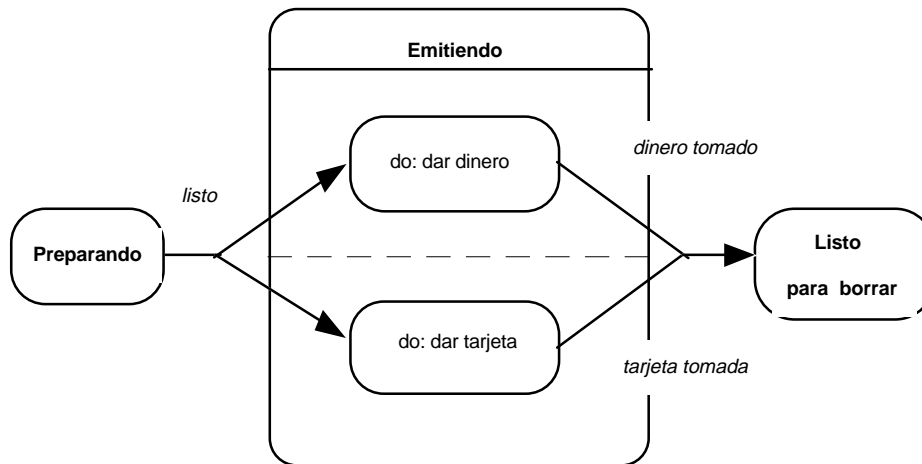 Emitiendo
do: dar dinero
dinero tomado
listo
Preparando
Listo
para borrar
do: dar tarjeta
tarjeta tomada